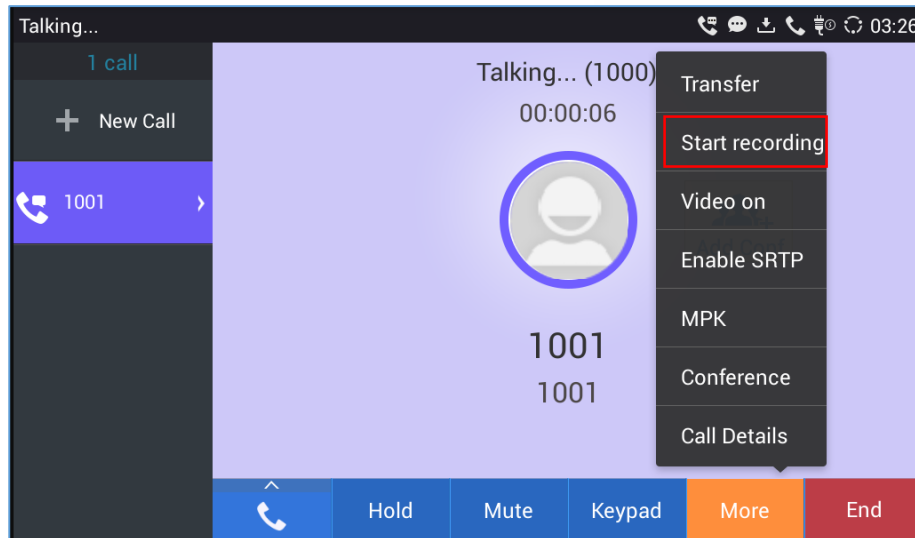 Talking...
03:26
1 call
New Call
1001
Talking... (1000)
00:00:06
1001
1001
Transfer
Start recording
Video on
Enable SRTP
MPK
Conference
Call Details
Hold
Mute
Keypad
More
End